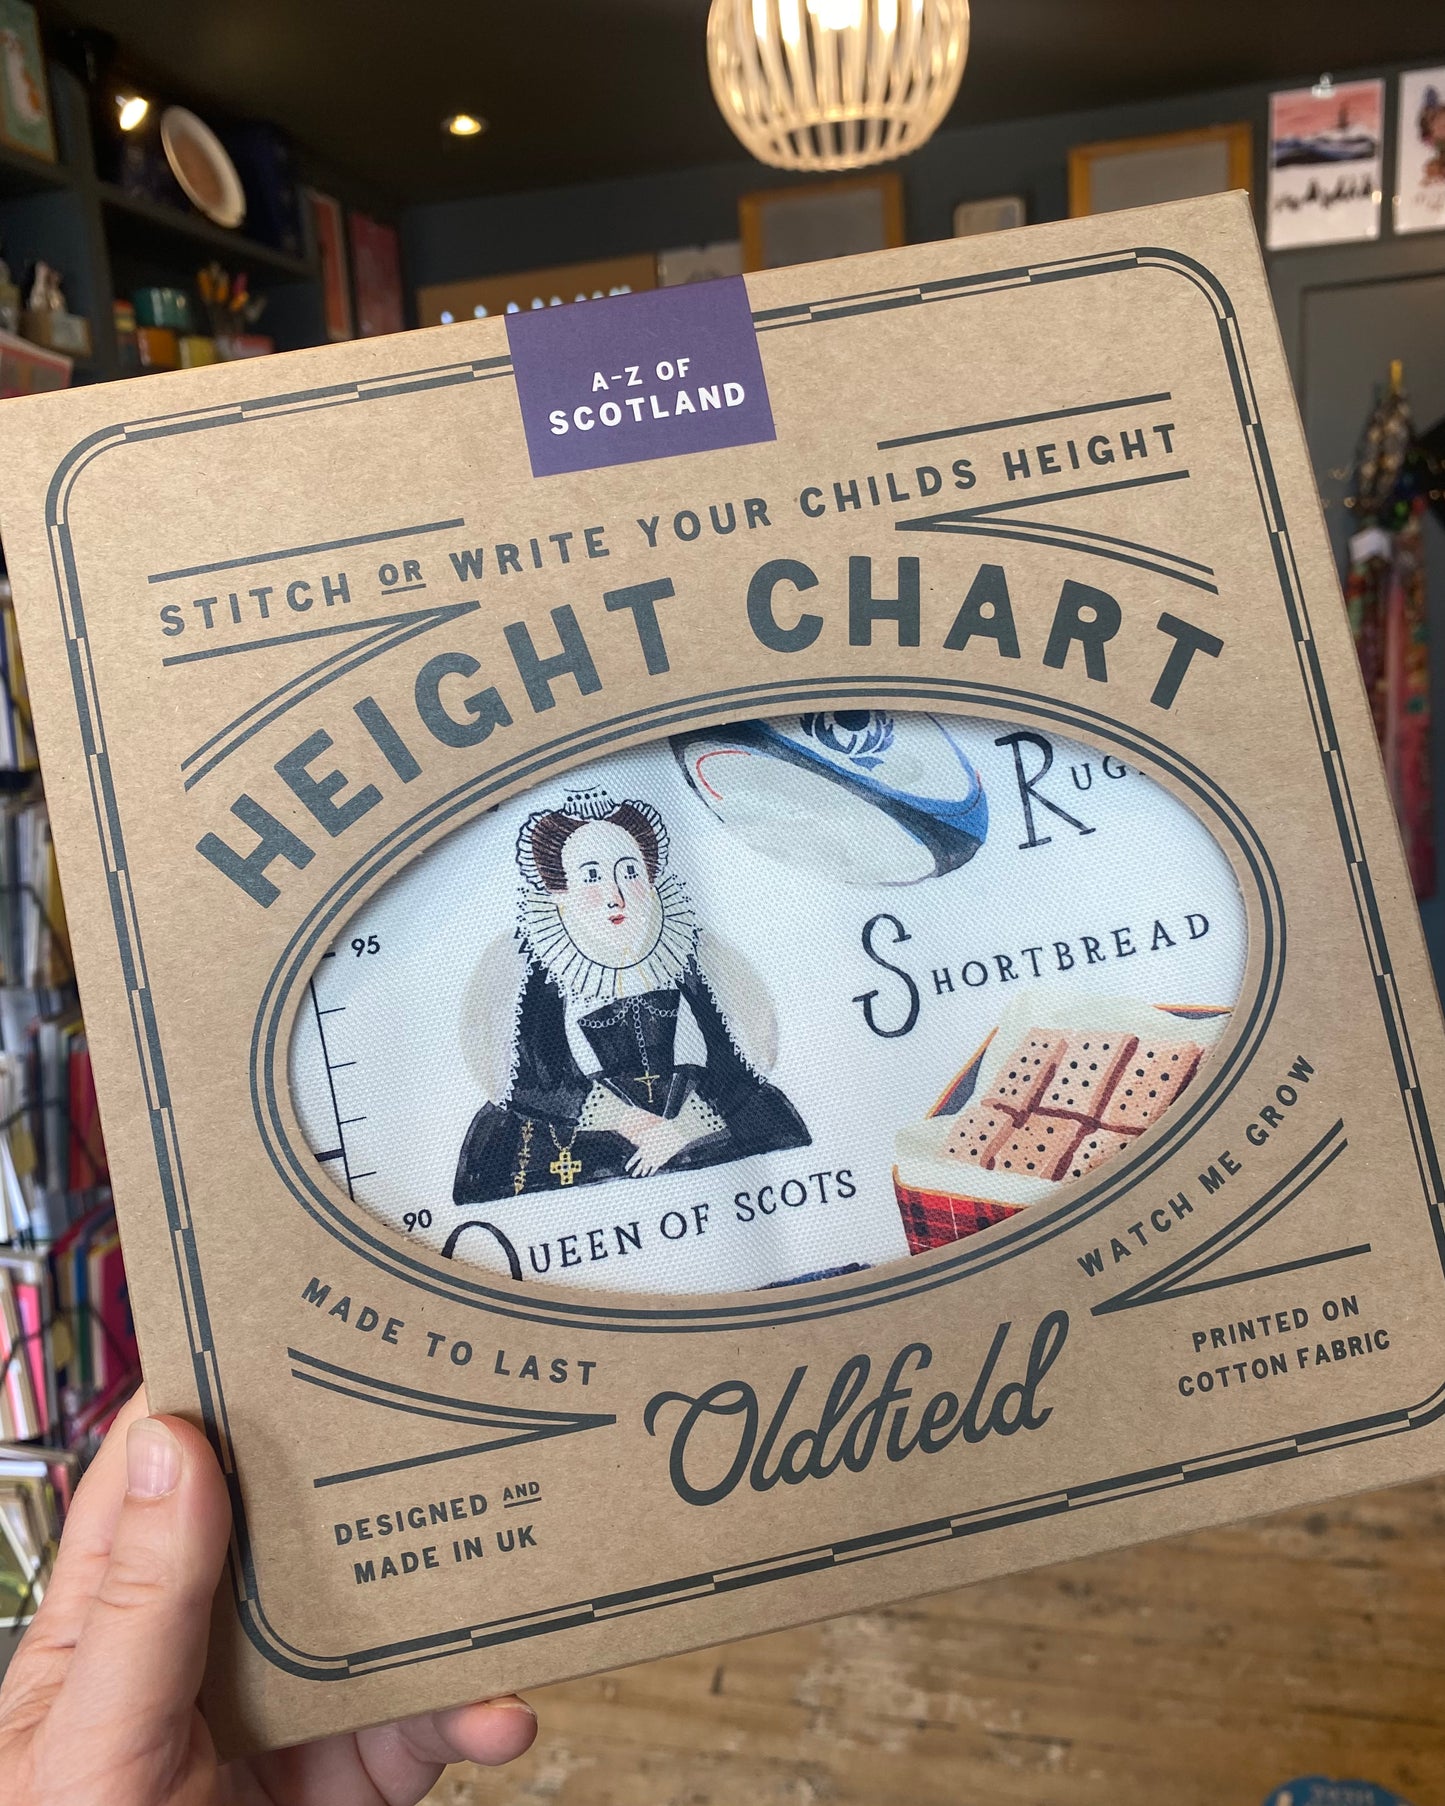 A-Z OF
SCOTLAND
STITCH OR WRITE YOUR CHILDS HEIGHT
HEIGHT CHART
95
90
SHORTBREAD
QUEEN OF SCOTS
MADE TO LAST
WATCH ME GROW
Oldfield
DESIGNED AND
MADE IN UK
PRINTED ON
COTTON FABRIC